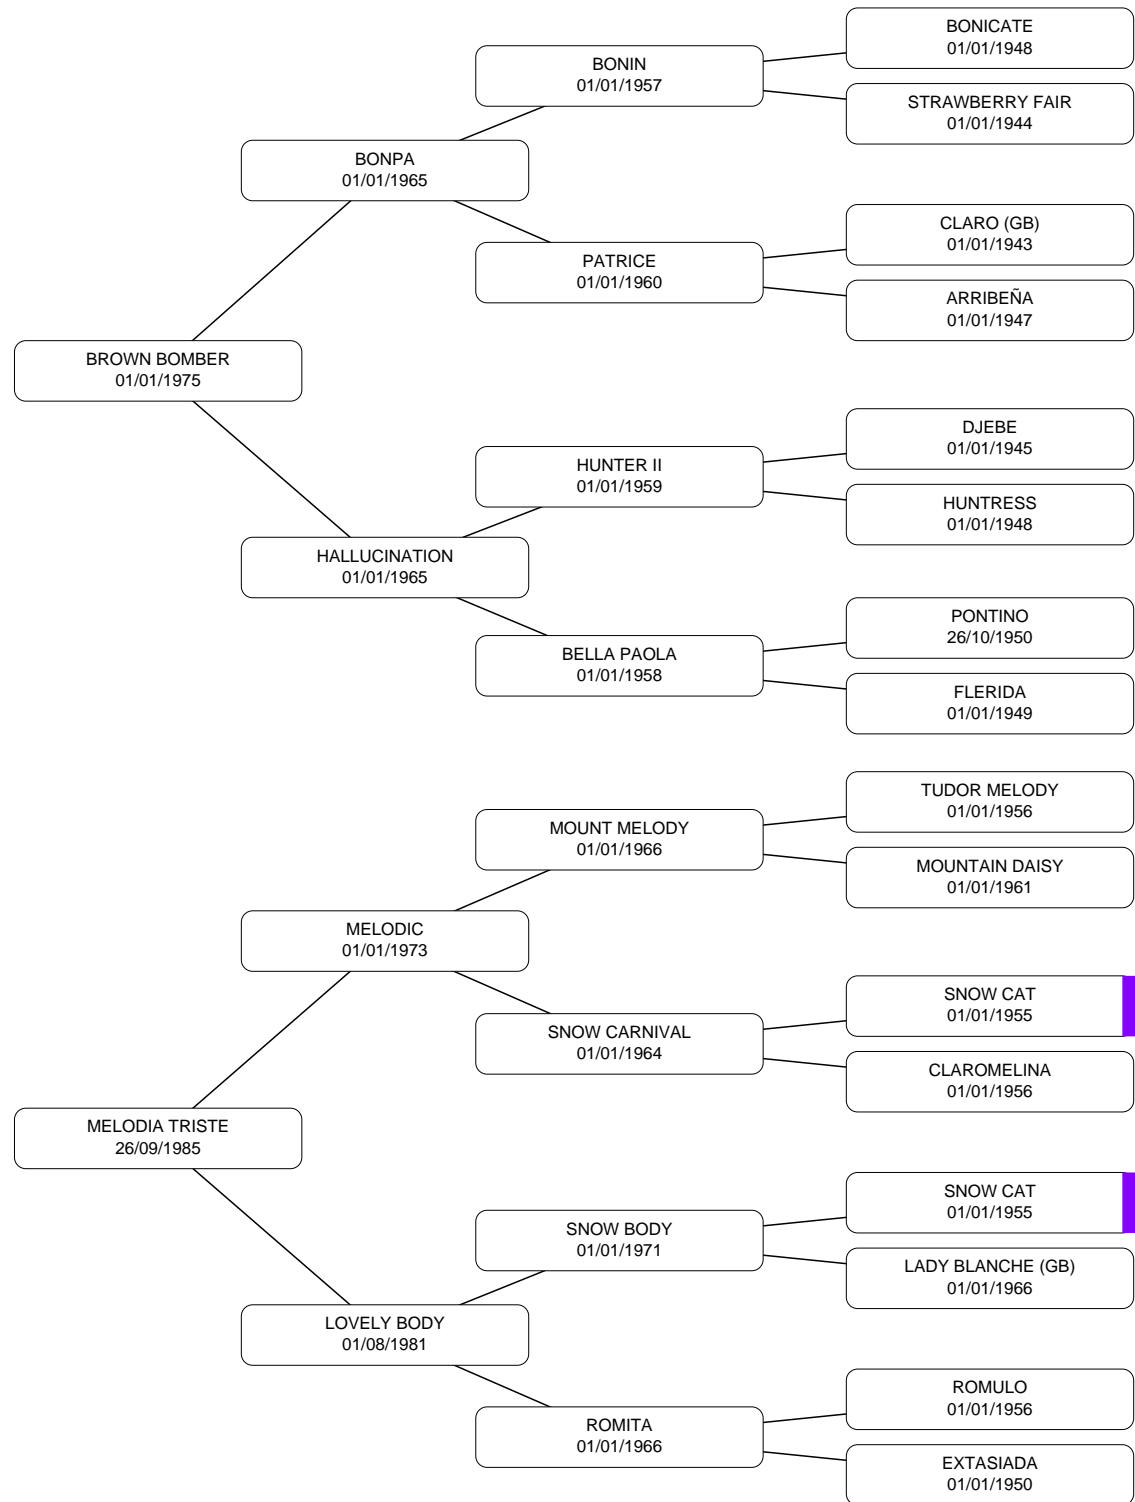 BONICATE
01/01/1948
BONIN
01/01/1957
STRAWBERRY FAIR
01/01/1944
BONPA
01/01/1965
CLARO (GB)
01/01/1943
PATRICE
01/01/1960
ARRIBEÑA
01/01/1947
BROWN BOMBER
01/01/1975
DJEBE
01/01/1945
HUNTER II
01/01/1959
HUNTRESS
01/01/1948
HALLUCINATION
01/01/1965
PONTINO
26/10/1950
BELLA PAOLA
01/01/1958
FLERIDA
01/01/1949
TUDOR MELODY
01/01/1956
MOUNT MELODY
01/01/1966
MOUNTAIN DAISY
01/01/1961
MELODIC
01/01/1973
SNOW CAT
01/01/1955
SNOW CARNIVAL
01/01/1964
CLAROMELINA
01/01/1956
MELODIA TRISTE
26/09/1985
SNOW CAT
01/01/1955
SNOW BODY
01/01/1971
LADY BLANCHE (GB)
01/01/1966
LOVELY BODY
01/08/1981
ROMULO
01/01/1956
ROMITA
01/01/1966
EXTASIADA
01/01/1950